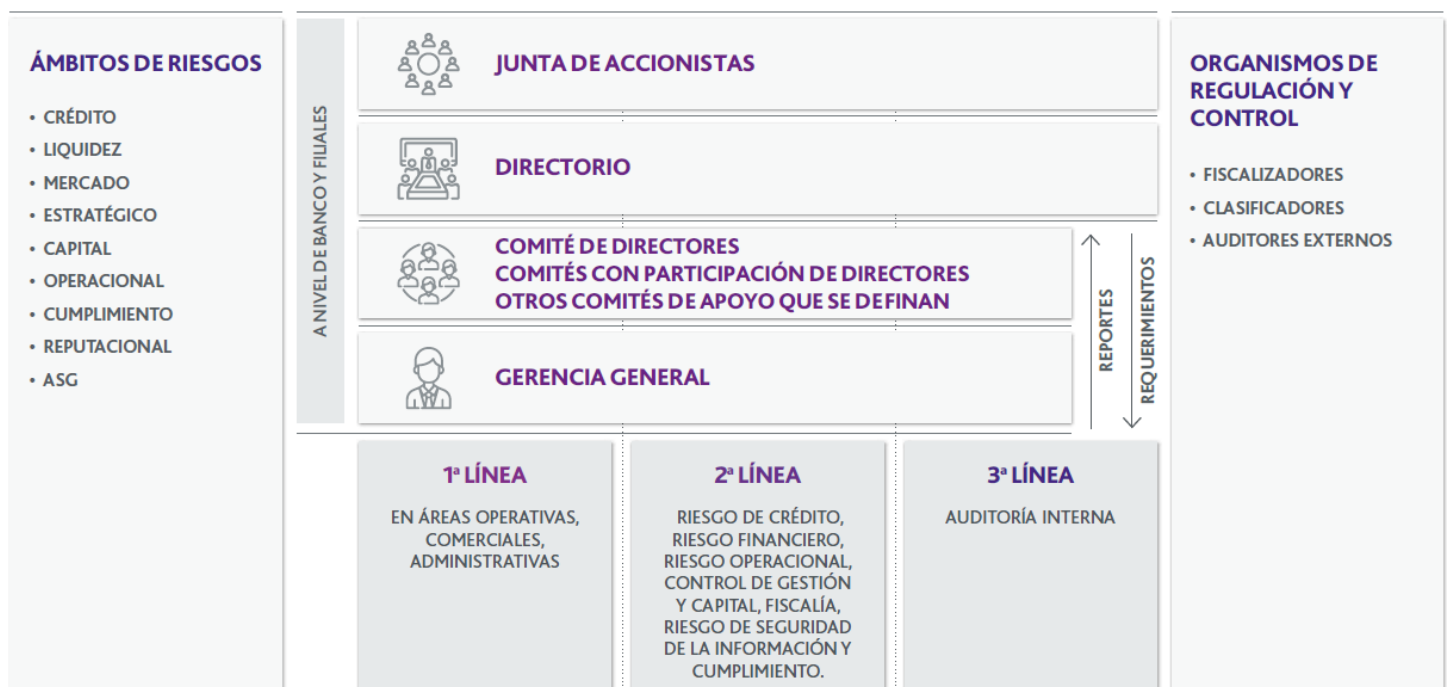 ÁMBITOS DE RIESGOS
• CRÉDITO
• LIQUIDEZ
• MERCADO
• ESTRATÉGICO
• CAPITAL
• OPERACIONAL
• CUMPLIMIENTO
• REPUTACIONAL
• ASG
A NIVEL DE BANCO Y FILIALES
JUNTA DE ACCIONISTAS
DIRECTORIO
COMITÉ DE DIRECTORES
COMITÉS CON PARTICIPACIÓN DE DIRECTORES
OTROS COMITÉS DE APOYO QUE SE DEFINAN
GERENCIA GENERAL
REPORTES
REQUERIMIENTOS
1ª LÍNEA
EN ÁREAS OPERATIVAS,
COMERCIALES,
ADMINISTRATIVAS
2ª LÍNEA
RIESGO DE CRÉDITO,
RIESGO FINANCIERO,
RIESGO OPERACIONAL,
CONTROL DE GESTIÓN
Y CAPITAL, FISCALÍA,
RIESGO DE SEGURIDAD
DE LA INFORMACIÓN Y
CUMPLIMIENTO.
3ª LÍNEA
AUDITORÍA INTERNA
ORGANISMOS DE
REGULACIÓN Y
CONTROL
• FISCALIZADORES
• CLASIFICADORES
• AUDITORES EXTERNOS